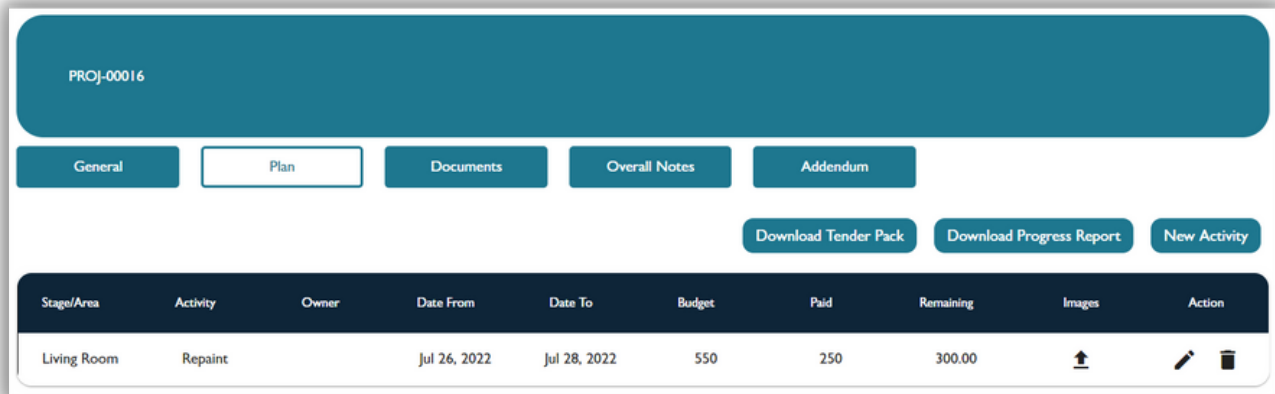 PROJ-00016
General Plan Documents Overall Notes Addendum
Download Tender Pack Download Progress Report New Activity
Stage/Area Activity Owner Date From Date To Budget Paid Remaining Images Action
Living Room Repaint Jul 26, 2022 Jul 28, 2022 550 250 300.00